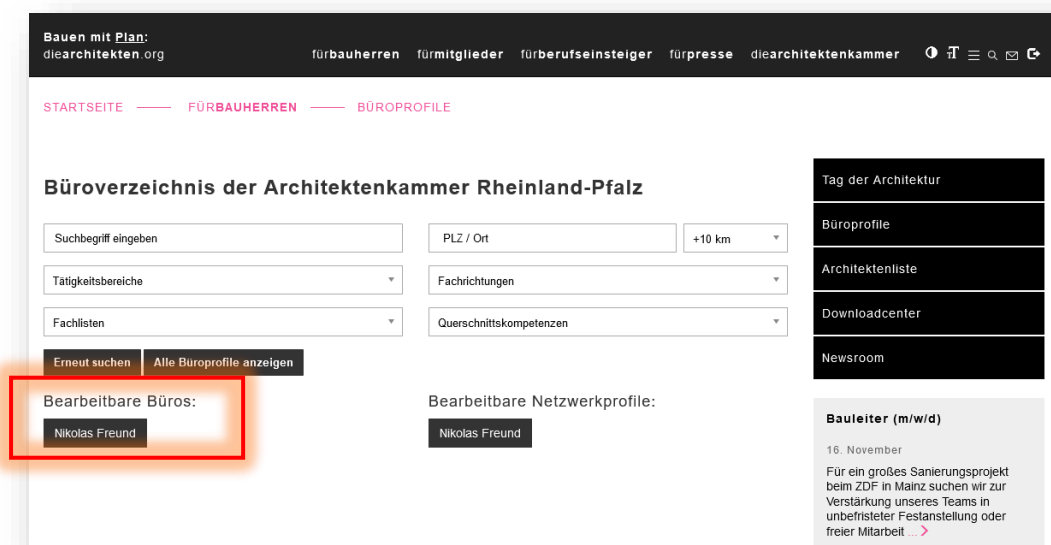 Bauen mit Plan:
diearchitekten.org
fürbauherren fürmitglieder fürberufseinsteiger fürpresse diearchitektenkammer
STARTSEITE FÜRBAUHERREN BÜROPROFILE
Büroverzeichnis der Architektenkammer Rheinland-Pfalz
Suchbegriff eingeben
PLZ / Ort
+10 km
Tätigkeitsbereiche
Fachrichtungen
Fachlisten
Querschnittskompetenzen
Erneut suchen
Alle Büroprofile anzeigen
Bearbeitbare Büros:
Nikolas Freund
Bearbeitbare Netzwerkprofile:
Nikolas Freund
Tag der Architektur
Büroprofile
Architektenliste
Downloadcenter
Newsroom
Bauleiter (m/w/d)
16. November
Für ein großes Sanierungsprojekt
beim ZDF in Mainz suchen wir zur
Verstärkung unseres Teams in
unbefristeter Festanstellung oder
freier Mitarbeit ...